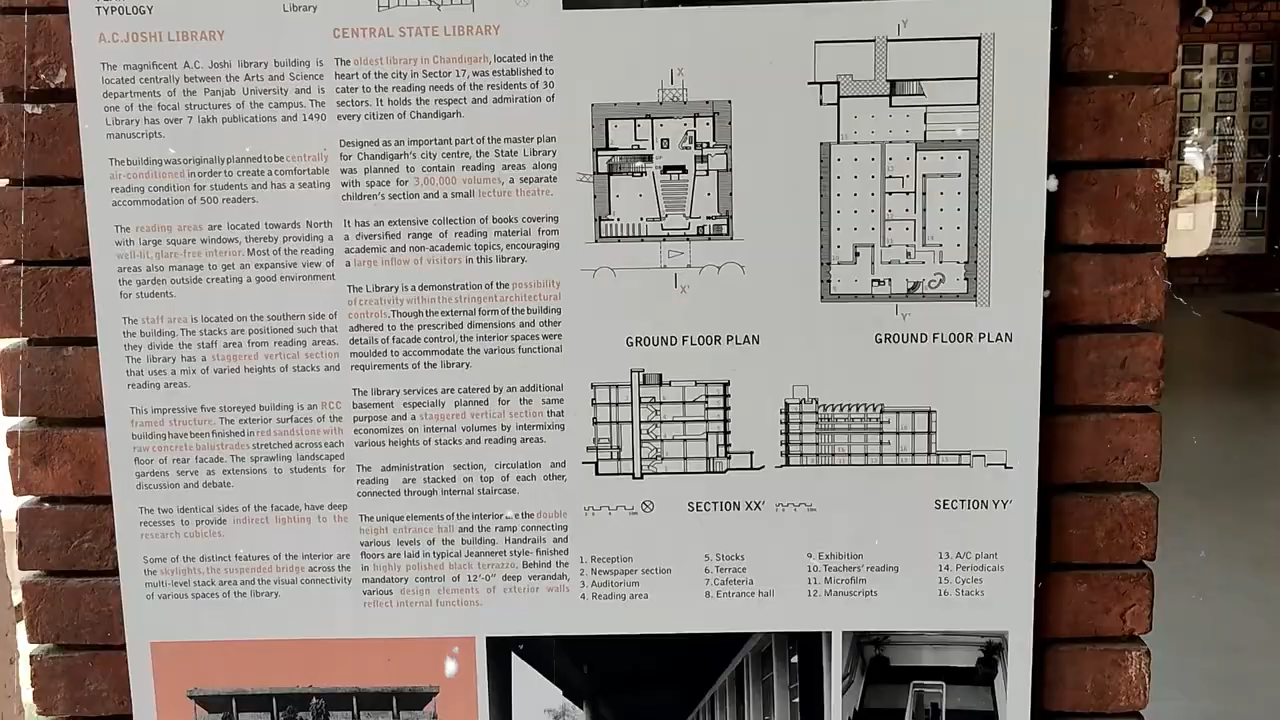 TYPOLOGY
Library
A.C.JOSHI LIBRARY
The magnificent A.C. Joshi library building is
located centrally between the Arts and Science
departments of the Panjab University and is
one of the focal structures of the campus. The
Library has over 7 lakh publications and 1490
manuscripts.
The building was originally planned to be centrally
air-conditioned in order to create a comfortable
reading condition for students and has a seating
accommodation of 500 readers.
The reading areas are located towards North
with large square windows, thereby providing a
well-lit, glare-free interior. Most of the reading
areas also manage to get an expansive view of
the garden outside creating a good environment
for students.
The staff area is located on the southern side of
the building. The stacks are positioned such that
they divide the staff area from reading areas.
The library has a staggered vertical section
that uses a mix of varied heights of stacks and
reading areas.
This impressive five storeyed building is an RCC
framed structure. The exterior surfaces of the
building have been finished in red sandstone with
raw concrete balustrades stretched across each
floor of rear facade. The sprawling landscaped
gardens serve as extensions to students for
discussion and debate.
The two identical sides of the facade, have deep
recesses to provide indirect lighting to the
research cubicles.
Some of the distinct features of the interior are
the skylights, the suspended bridge across the
multi-level stack area and the visual connectivity
of various spaces of the library.
CENTRAL STATE LIBRARY
The oldest library in Chandigarh, located in the
heart of the city in Sector 17, was established to
cater to the reading needs of the residents of 30
sectors. It holds the respect and admiration of
every citizen of Chandigarh.
Designed as an important part of the master plan
for Chandigarh's city centre, the State Library
was planned to contain reading areas along
with space for 3,00,000 volumes, a separate
children's section and a small lecture theatre.
It has an extensive collection of books covering
a diversified range of reading material from
academic and non-academic topics, encouraging
a large inflow of visitors in this library.
The Library is a demonstration of the possibility
of creativity within the stringent architectural
controls. Though the external form of the building
adhered to the prescribed dimensions and other
details of facade control, the interior spaces were
moulded to accommodate the various functional
requirements of the library.
The library services are catered by an additional
basement especially planned for the same
purpose and a staggered vertical section that
economizes on internal volumes by intermixing
various heights of stacks and reading areas.
The administration section, circulation and
reading are stacked on top of each other,
connected through internal staircase.
The unique elements of the interior the double
height entrance hall and the ramp connecting
various levels of the building. Handrails and
floors are laid in typical Jeanneret style- finished
in highly polished black terrazzo. Behind the
mandatory control of 12'-0" deep verandah,
various design elements of exterior walls
reflect internal functions.
X
X'
GROUND FLOOR PLAN
Y
Y'
GROUND FLOOR PLAN
SECTION XX'
SECTION YY'
1. Reception
2. Newspaper section
3. Auditorium
4. Reading area
5. Stocks
6. Terrace
7. Cafeteria
8. Entrance hall
9. Exhibition
10. Teachers' reading
11. Microfilm
12. Manuscripts
13. A/C plant
14. Periodicals
15. Cycles
16. Stacks